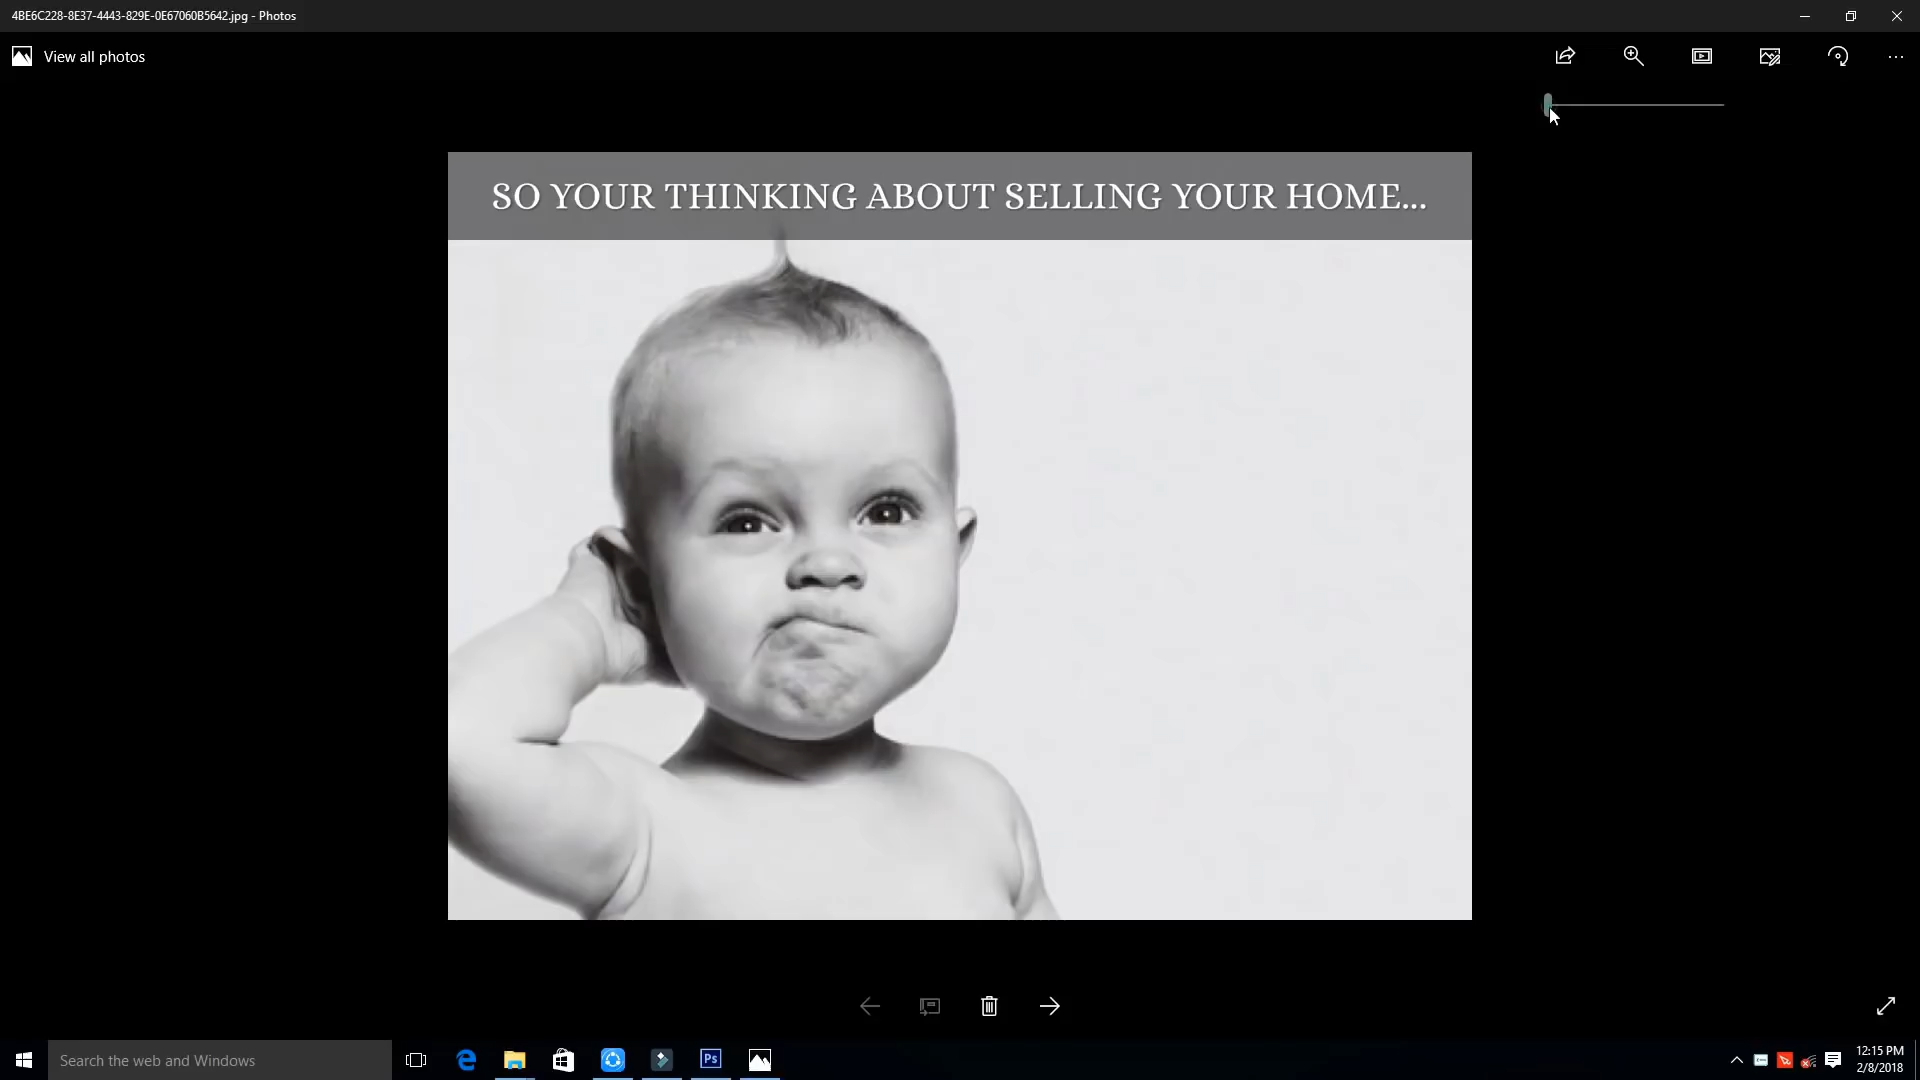 4BE6C228-8E37-4443-829E-0E67060B5642.jpg - Photos
View all photos
SO YOUR THINKING ABOUT SELLING YOUR HOME...
Search the web and Windows
Ps
12:15 PM
2/8/2018